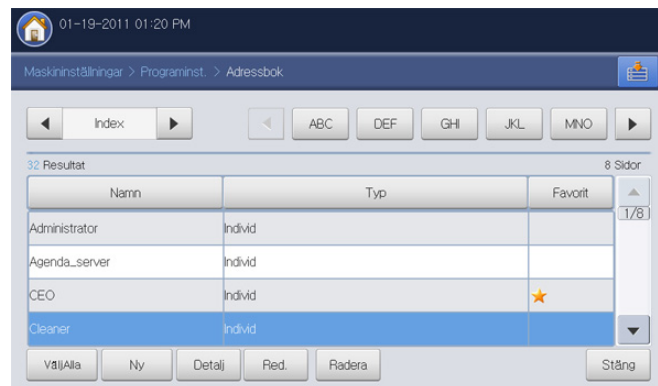 01-19-2011 01:20 PM
Maskininställningar > Programinst. > Adressbok
Index ABC DEF GHI JKL MNO
32 Resultat 8 Sidor
Namn Typ Favorit
1/8
Administrator Individ
Agenda_server Individ
CEO Individ
Cleaner Individ
VäljAlla Ny Detalj Red. Radera Stäng